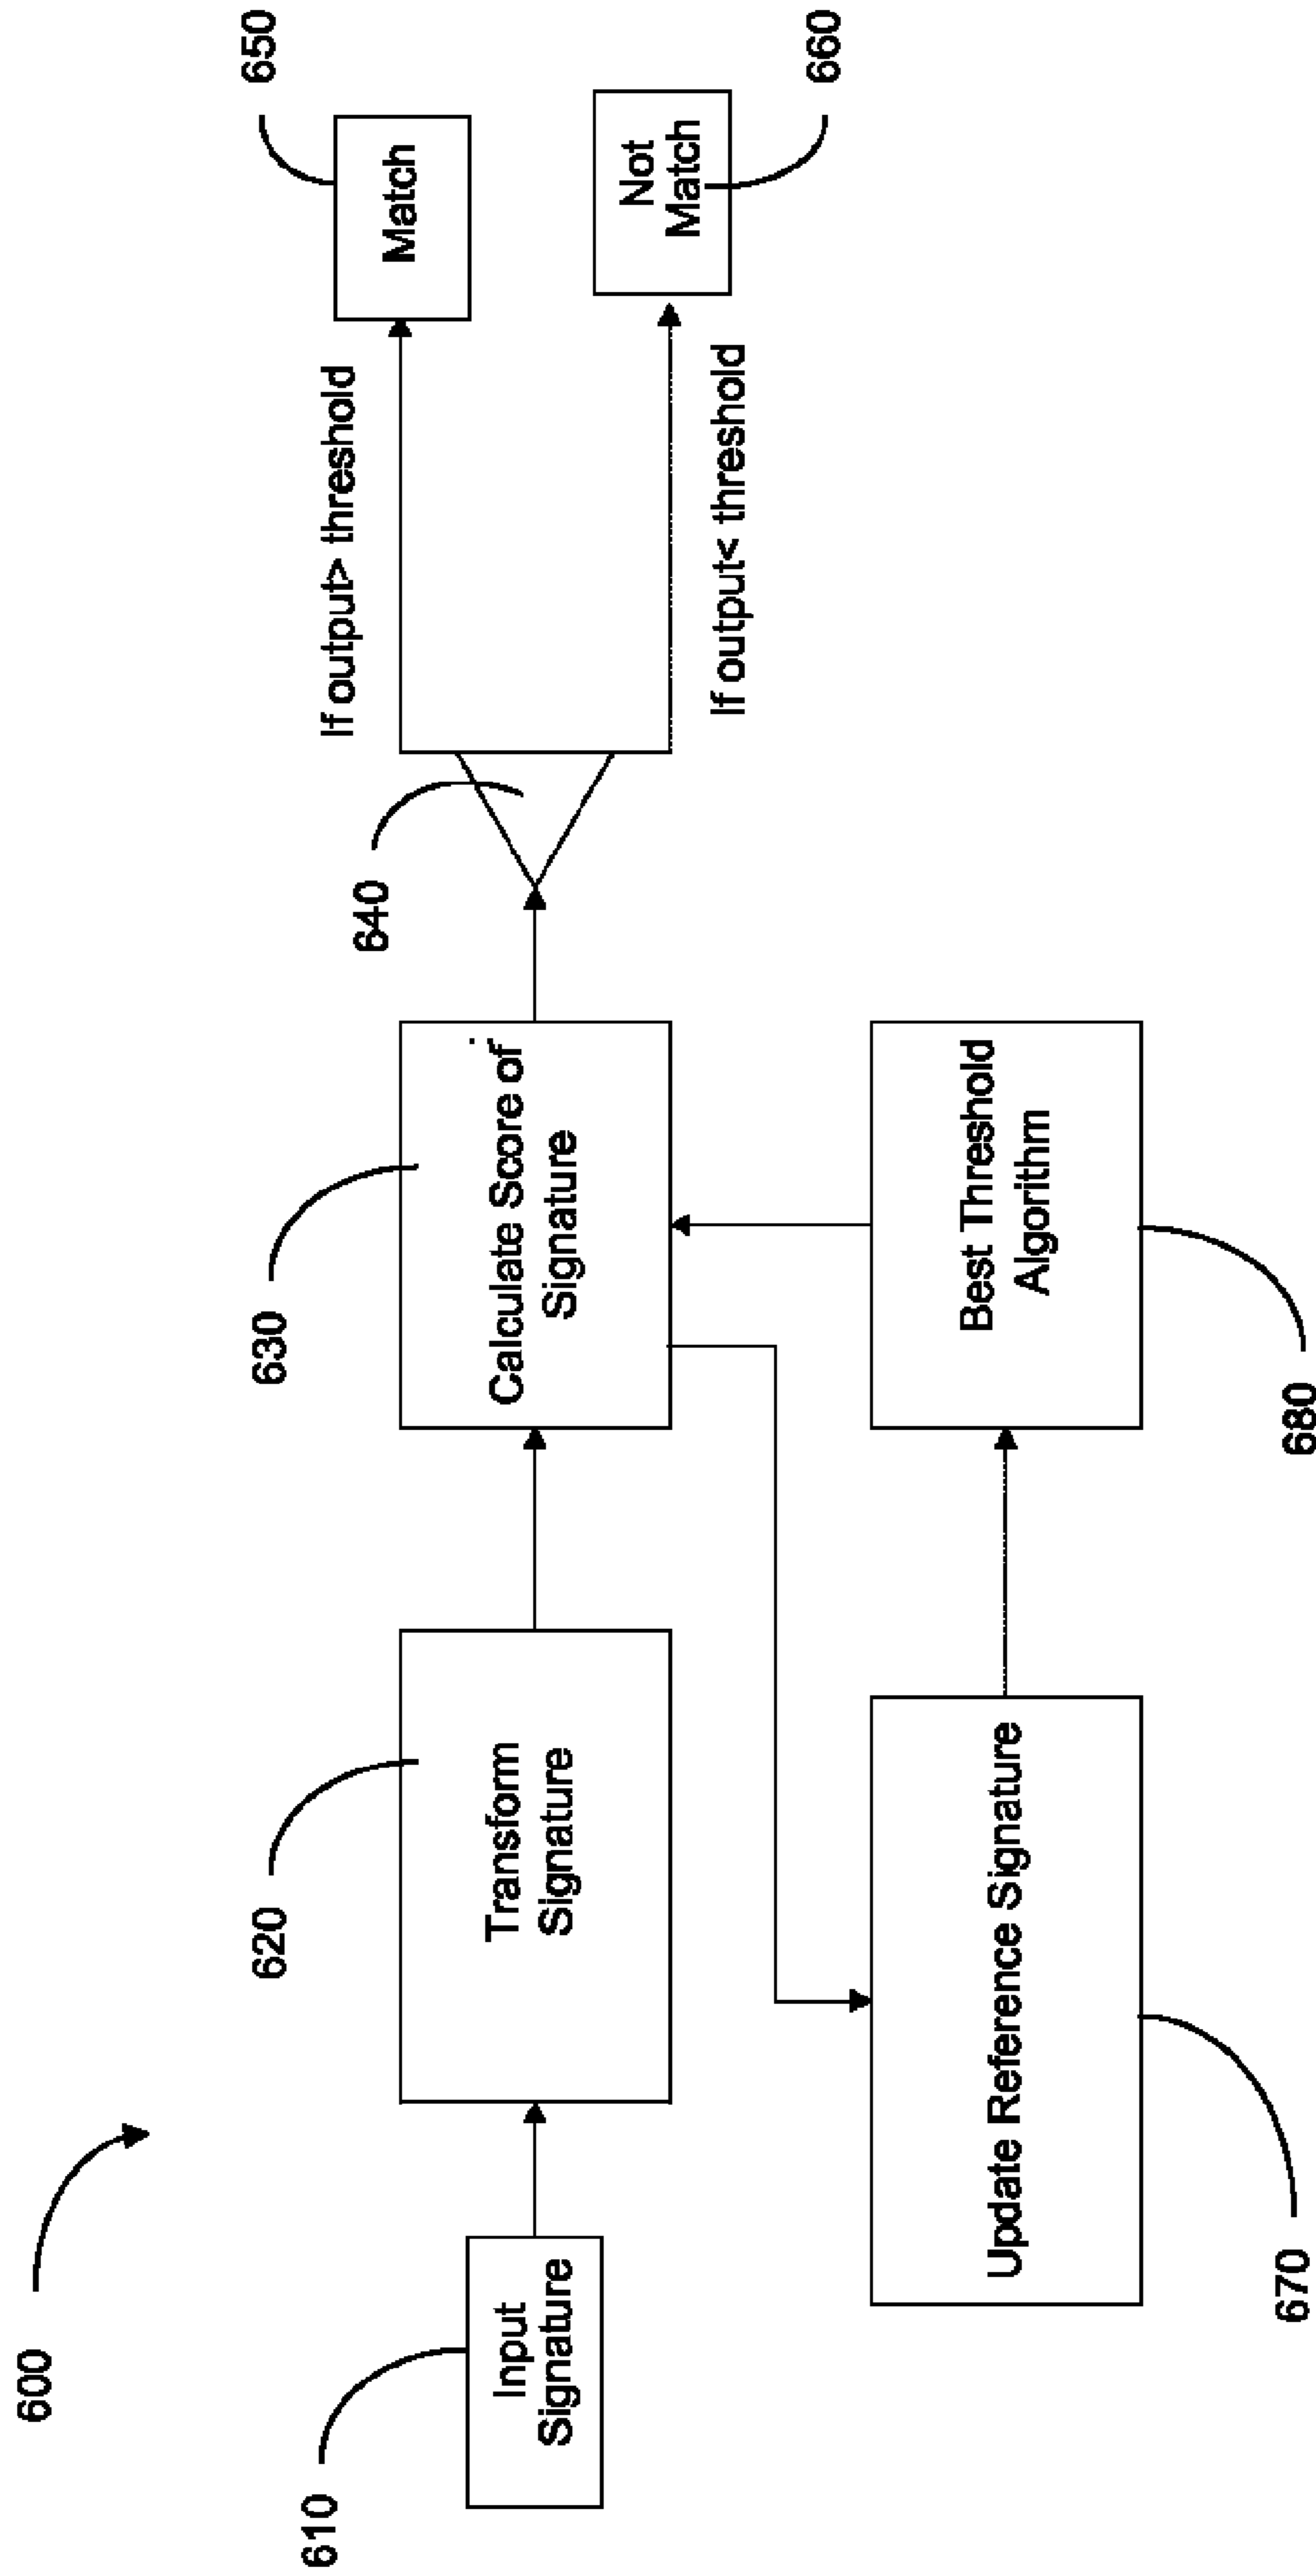 600
610
Input
Signature
620
Transform
Signature
630
Calculate Score of
Signature
640
If output> threshold
650
Match
If output< threshold
Not
Match
660
Update Reference Signature
670
Best Threshold
Algorithm
680